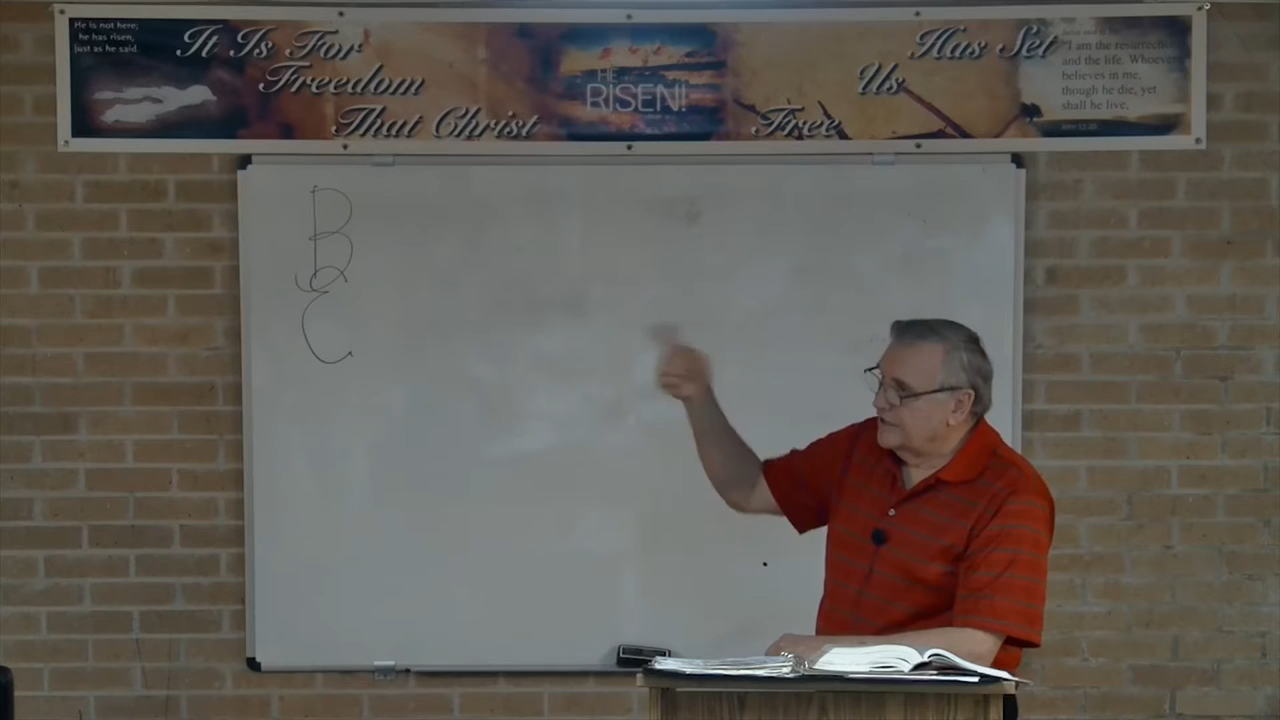 He is not here;
he has risen,
just as he said.
It Is For
Freedom
That Christ
HE
RISEN!
Has Set
Us
Free
"I am the resurrection
and the life. Whoever
believes in me,
though he die, yet
shall he live,
B
C